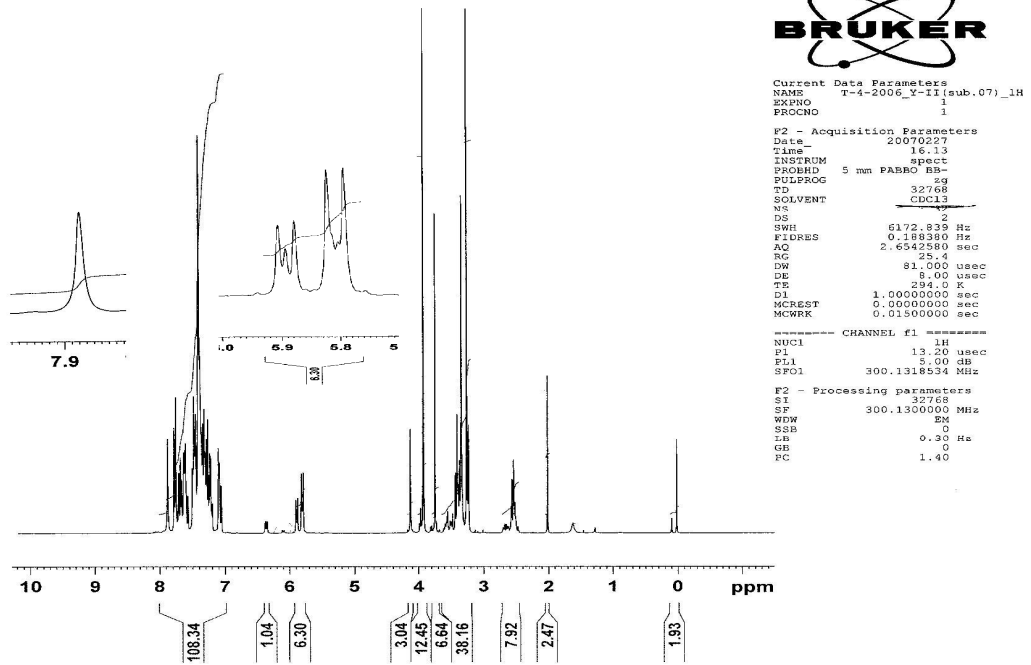 BRUKER
Current Data Parameters
NAME T-4-2006_Y-II(sub.07)_1H
EXPNO 1
PROCNO 1
F2 - Acquisition Parameters
Date_ 20070227
Time 16.13
INSTRUM spect
PROBHD 5 mm PABBO BB-
PULPROG zg
TD 32768
SOLVENT CDCl3
NS
DS 2
SWH 6172.839 Hz
FIDRES 0.188380 Hz
AQ 2.6542580 sec
RG 25.4
DW 81.000 usec
DE 8.00 usec
TE 294.0 K
D1 1.00000000 sec
MCREST 0.00000000 sec
MCWRK 0.01500000 sec
======== CHANNEL f1 ========
NUC1 1H
P1 13.20 usec
PL1 5.00 dB
SFO1 300.1318534 MHz
F2 - Processing parameters
SI 32768
SF 300.1300000 MHz
WDW EM
SSB 0
LB 0.30 Hz
GB 0
PC 1.40
7.9
.0 5.9 5.8 5
6.30
10 9 8 7 6 5 4 3 2 1 0 ppm
108.34
1.04
6.30
3.04
12.45
6.64
38.16
7.92
2.47
1.93